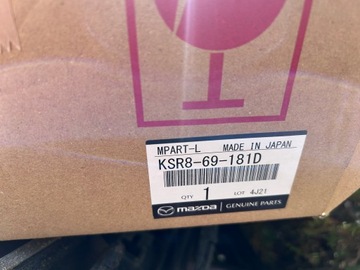 MPART-L MADE IN JAPAN
KSR8-69-181D
QTY 1 LOT 4J21
mazda GENUINE PARTS